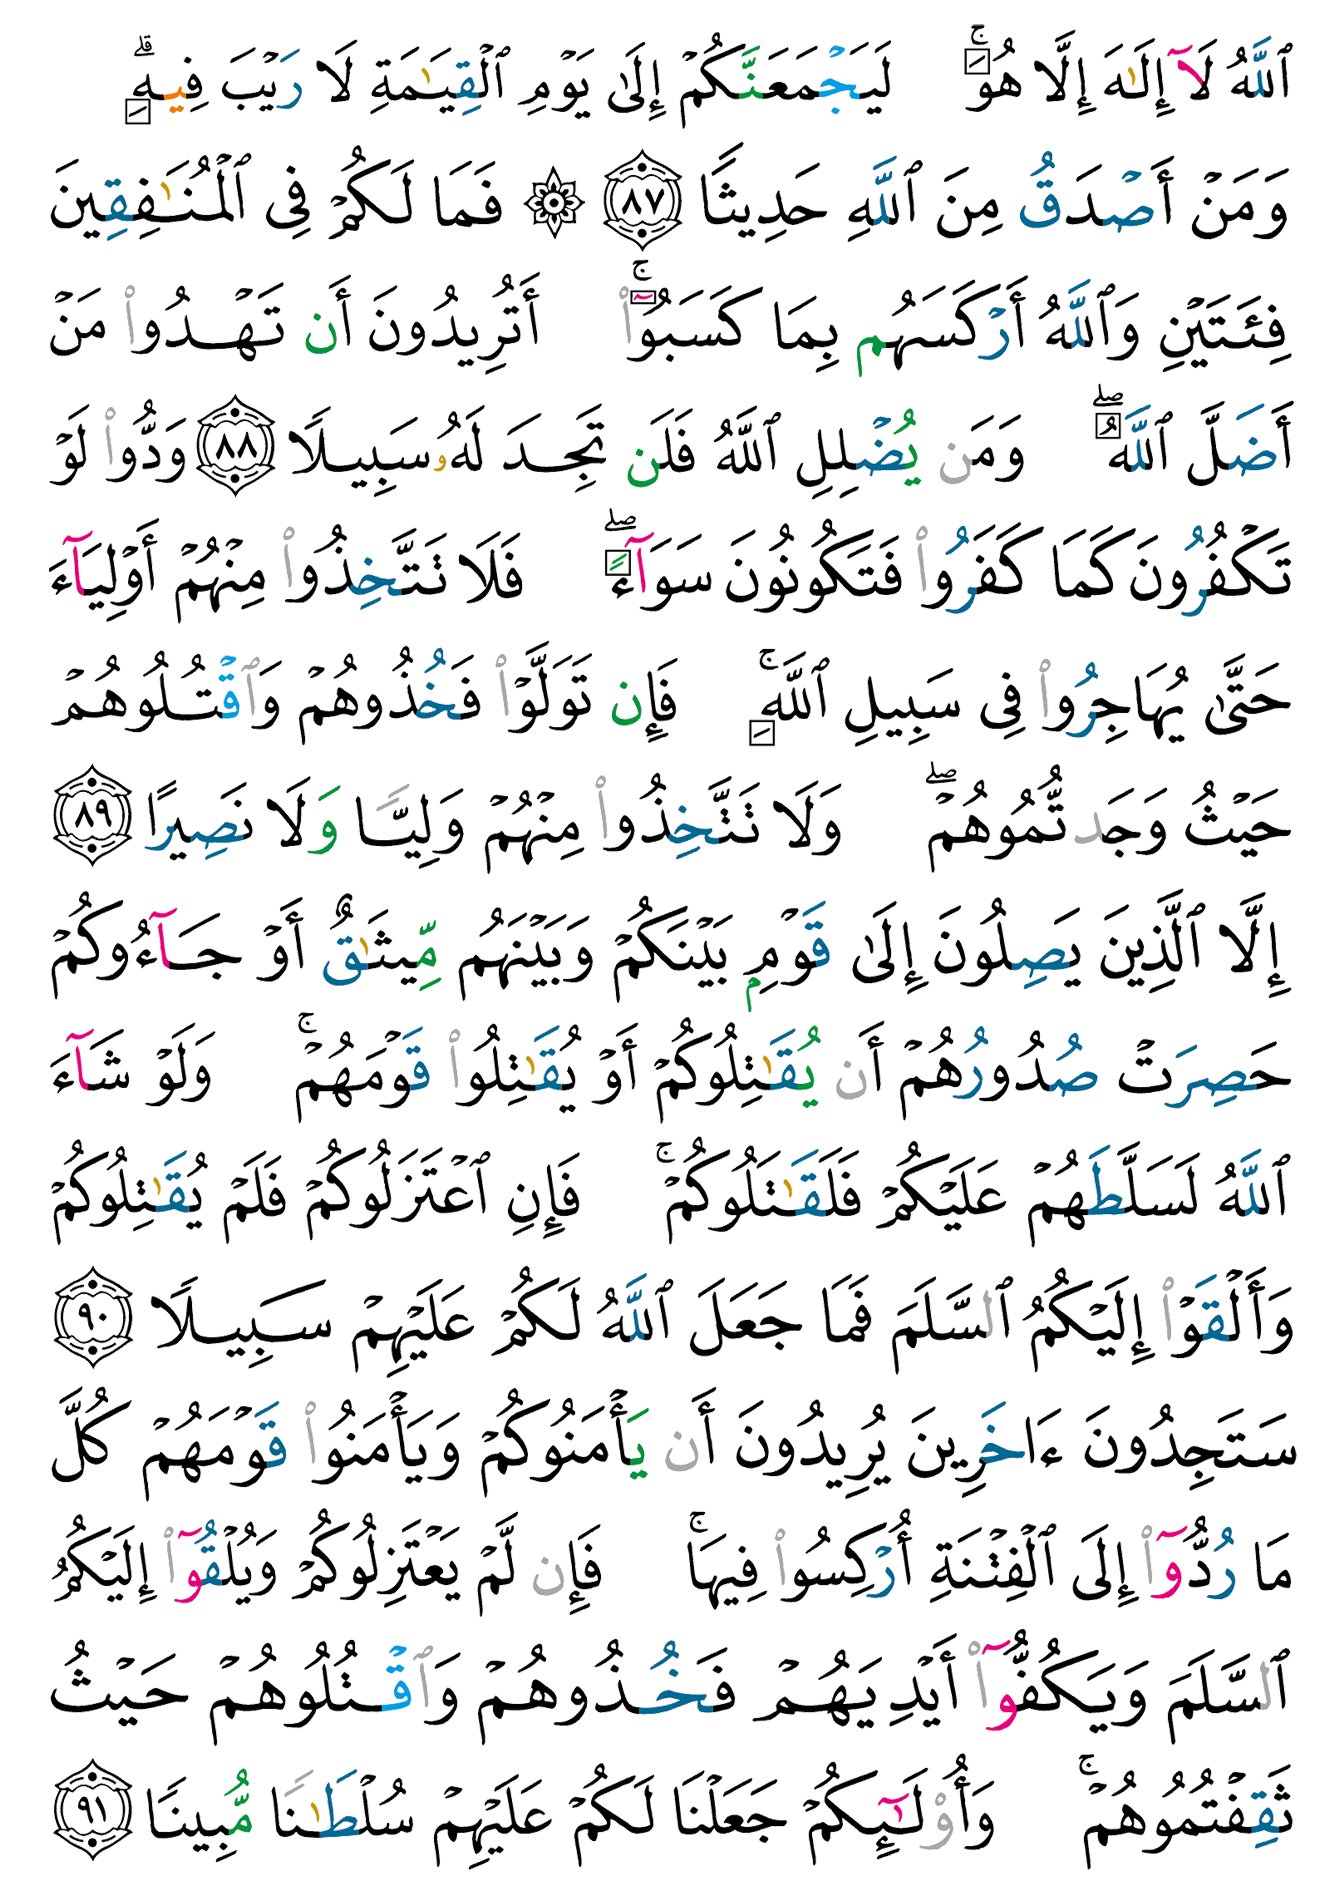 ٱللَّهُ لَآ إِلَٰهَ إِلَّا هُوَ ۚ لَيَجْمَعَنَّكُمْ إِلَىٰ يَوْمِ ٱلْقِيَٰمَةِ لَا رَيْبَ فِيهِ ۗ
وَمَنْ أَصْدَقُ مِنَ ٱللَّهِ حَدِيثًا ٨٧ ۞ فَمَا لَكُمْ فِى ٱلْمُنَٰفِقِينَ
فِئَتَيْنِ وَٱللَّهُ أَرْكَسَهُم بِمَا كَسَبُوٓا۟ ۚ أَتُرِيدُونَ أَن تَهْدُوا۟ مَنْ
أَضَلَّ ٱللَّهُ ۖ وَمَن يُضْلِلِ ٱللَّهُ فَلَن تَجِدَ لَهُۥ سَبِيلًا ٨٨ وَدُّوا۟ لَوْ
تَكْفُرُونَ كَمَا كَفَرُوا۟ فَتَكُونُونَ سَوَآءً ۖ فَلَا تَتَّخِذُوا۟ مِنْهُمْ أَوْلِيَآءَ
حَتَّىٰ يُهَاجِرُوا۟ فِى سَبِيلِ ٱللَّهِ ۚ فَإِن تَوَلَّوْا۟ فَخُذُوهُمْ وَٱقْتُلُوهُمْ
حَيْثُ وَجَدتُّمُوهُمْ ۖ وَلَا تَتَّخِذُوا۟ مِنْهُمْ وَلِيًّا وَلَا نَصِيرًا ٨٩
إِلَّا ٱلَّذِينَ يَصِلُونَ إِلَىٰ قَوْمٍۭ بَيْنَكُمْ وَبَيْنَهُم مِّيثَٰقٌ أَوْ جَآءُوكُمْ
حَصِرَتْ صُدُورُهُمْ أَن يُقَٰتِلُوكُمْ أَوْ يُقَٰتِلُوا۟ قَوْمَهُمْ ۚ وَلَوْ شَآءَ
ٱللَّهُ لَسَلَّطَهُمْ عَلَيْكُمْ فَلَقَٰتَلُوكُمْ ۚ فَإِنِ ٱعْتَزَلُوكُمْ فَلَمْ يُقَٰتِلُوكُمْ
وَأَلْقَوْا۟ إِلَيْكُمُ ٱلسَّلَمَ فَمَا جَعَلَ ٱللَّهُ لَكُمْ عَلَيْهِمْ سَبِيلًا ٩٠
سَتَجِدُونَ ءَاخَرِينَ يُرِيدُونَ أَن يَأْمَنُوكُمْ وَيَأْمَنُوا۟ قَوْمَهُمْ كُلَّ
مَا رُدُّوٓا۟ إِلَى ٱلْفِتْنَةِ أُرْكِسُوا۟ فِيهَا ۚ فَإِن لَّمْ يَعْتَزِلُوكُمْ وَيُلْقُوٓا۟ إِلَيْكُمُ
ٱلسَّلَمَ وَيَكُفُّوٓا۟ أَيْدِيَهُمْ فَخُذُوهُمْ وَٱقْتُلُوهُمْ حَيْثُ
ثَقِفْتُمُوهُمْ ۚ وَأُو۟لَٰٓئِكُمْ جَعَلْنَا لَكُمْ عَلَيْهِمْ سُلْطَٰنًا مُّبِينًا ٩١